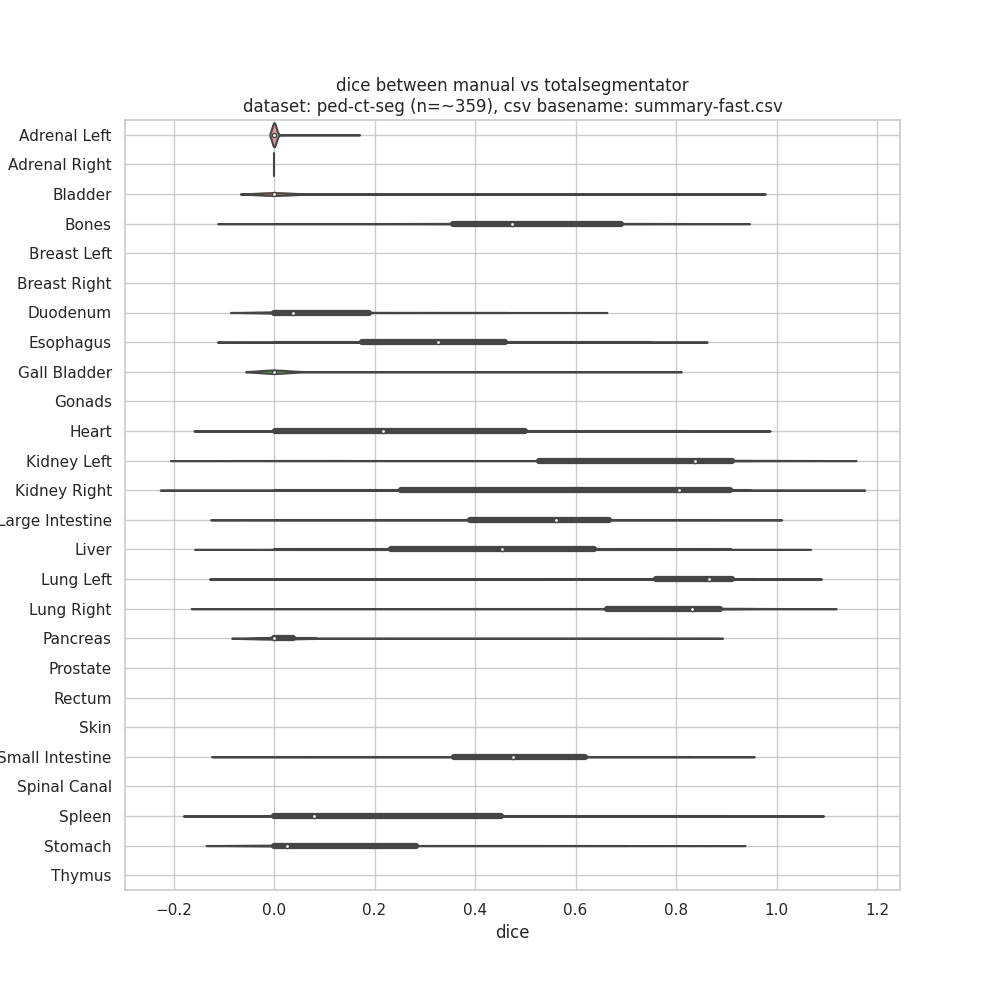 dice between manual vs totalsegmentator
dataset: ped-ct-seg (n=~359), csv basename: summary-fast.csv
Adrenal Left
Adrenal Right
Bladder
Bones
Breast Left
Breast Right
Duodenum
Esophagus
Gall Bladder
Gonads
Heart
Kidney Left
Kidney Right
Large Intestine
Liver
Lung Left
Lung Right
Pancreas
Prostate
Rectum
Skin
Small Intestine
Spinal Canal
Spleen
Stomach
Thymus
−0.2 0.0 0.2 0.4 0.6 0.8 1.0 1.2
dice